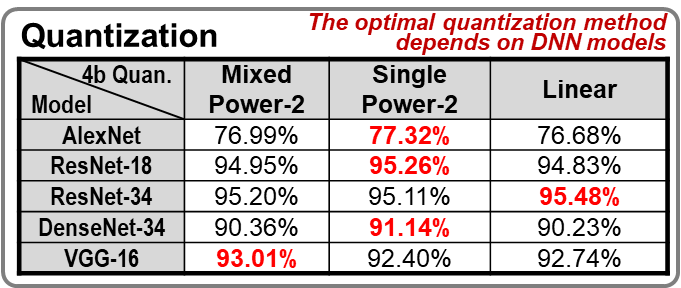 Quantization
The optimal quantization method
depends on DNN models
4b Quan.
Model
Mixed
Power-2
Single
Power-2
Linear
AlexNet 76.99% 77.32% 76.68%
ResNet-18 94.95% 95.26% 94.83%
ResNet-34 95.20% 95.11% 95.48%
DenseNet-34 90.36% 91.14% 90.23%
VGG-16 93.01% 92.40% 92.74%